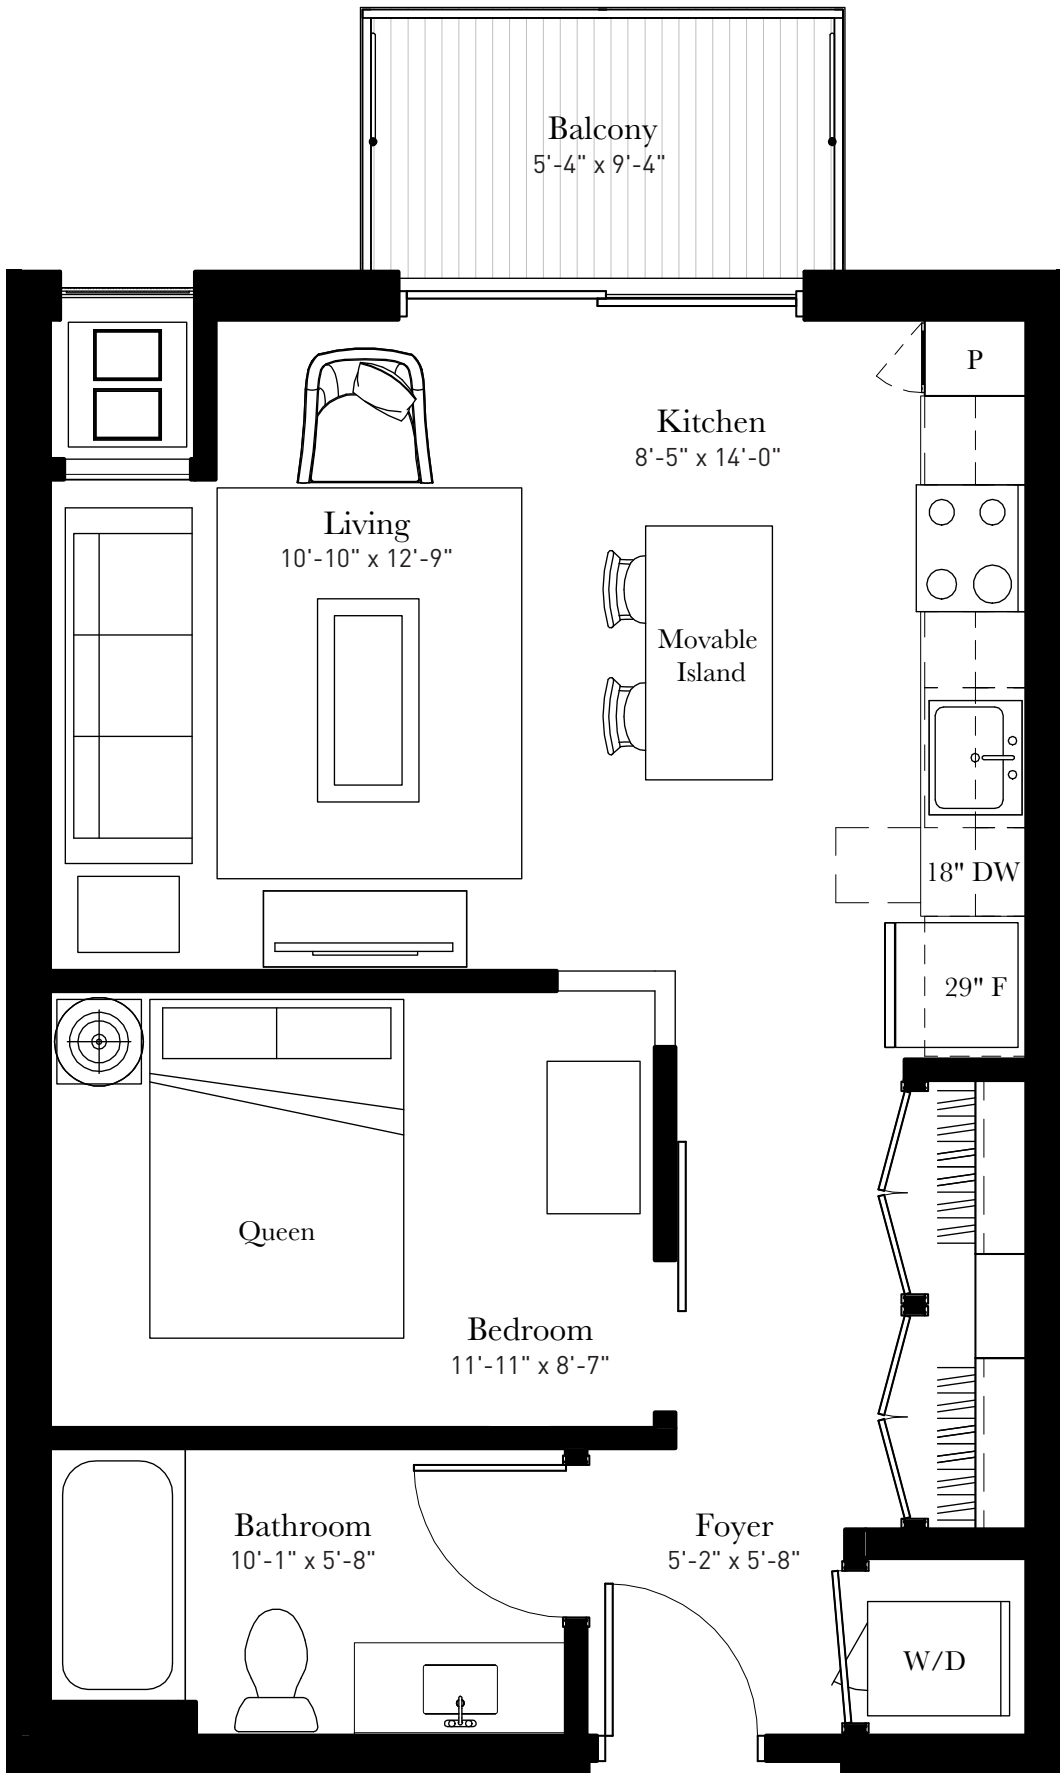 Balcony
5'-4" x 9'-4"
P
Kitchen
8'-5" x 14'-0"
Living
10'-10" x 12'-9"
Movable
Island
18" DW
29" F
Queen
Bedroom
11'-11" x 8'-7"
Bathroom
10'-1" x 5'-8"
Foyer
5'-2" x 5'-8"
W/D